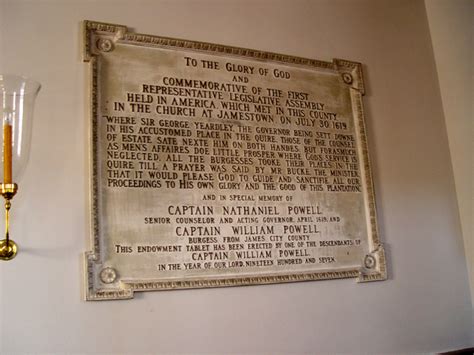 TO THE GLORY OF GOD
AND
COMMEMORATIVE OF THE FIRST
REPRESENTATIVE LEGISLATIVE ASSEMBLY
HELD IN AMERICA, WHICH MET IN THIS COUNTY
IN THE CHURCH AT JAMESTOWN ON JULY 30 1619
"WHERE SIR GEORGE YEARDLEY, THE GOVERNOR BEING SETT DOWNE
IN HIS ACCUSTOMED PLACE IN THE QUIRE, THOSE OF THE COUNSEL
OF ESTATE SATE NEXTE HIM ON BOTH HANDES, BUT FORASMUCH
AS MENS AFFAIRES DOE LITTLE PROSPER WHERE GOD'S SERVICE IS
NEGLECTED, ALL THE BURGESSES TOOKE THEIR PLACES IN THE
QUIRE TILL A PRAYER WAS SAID BY MR. BUCKE, THE MINISTER
THAT IT WOULD PLEASE GOD TO GUIDE AND SANCTIFIE ALL OUR
PROCEEDINGS TO HIS OWN GLORY AND THE GOOD OF THIS PLANTATION.
AND IN SPECIAL MEMORY OF
CAPTAIN NATHANIEL POWELL
SENIOR COUNSELOR AND ACTING GOVERNOR, APRIL 1619, AND
CAPTAIN WILLIAM POWELL,
BURGESS FROM JAMES CITY COUNTY.
THIS ENDOWMENT TABLET HAS BEEN ERECTED BY ONE OF THE DESCENDANTS OF
CAPTAIN WILLIAM POWELL,
IN THE YEAR OF OUR LORD, NINETEEN HUNDRED AND SEVEN.